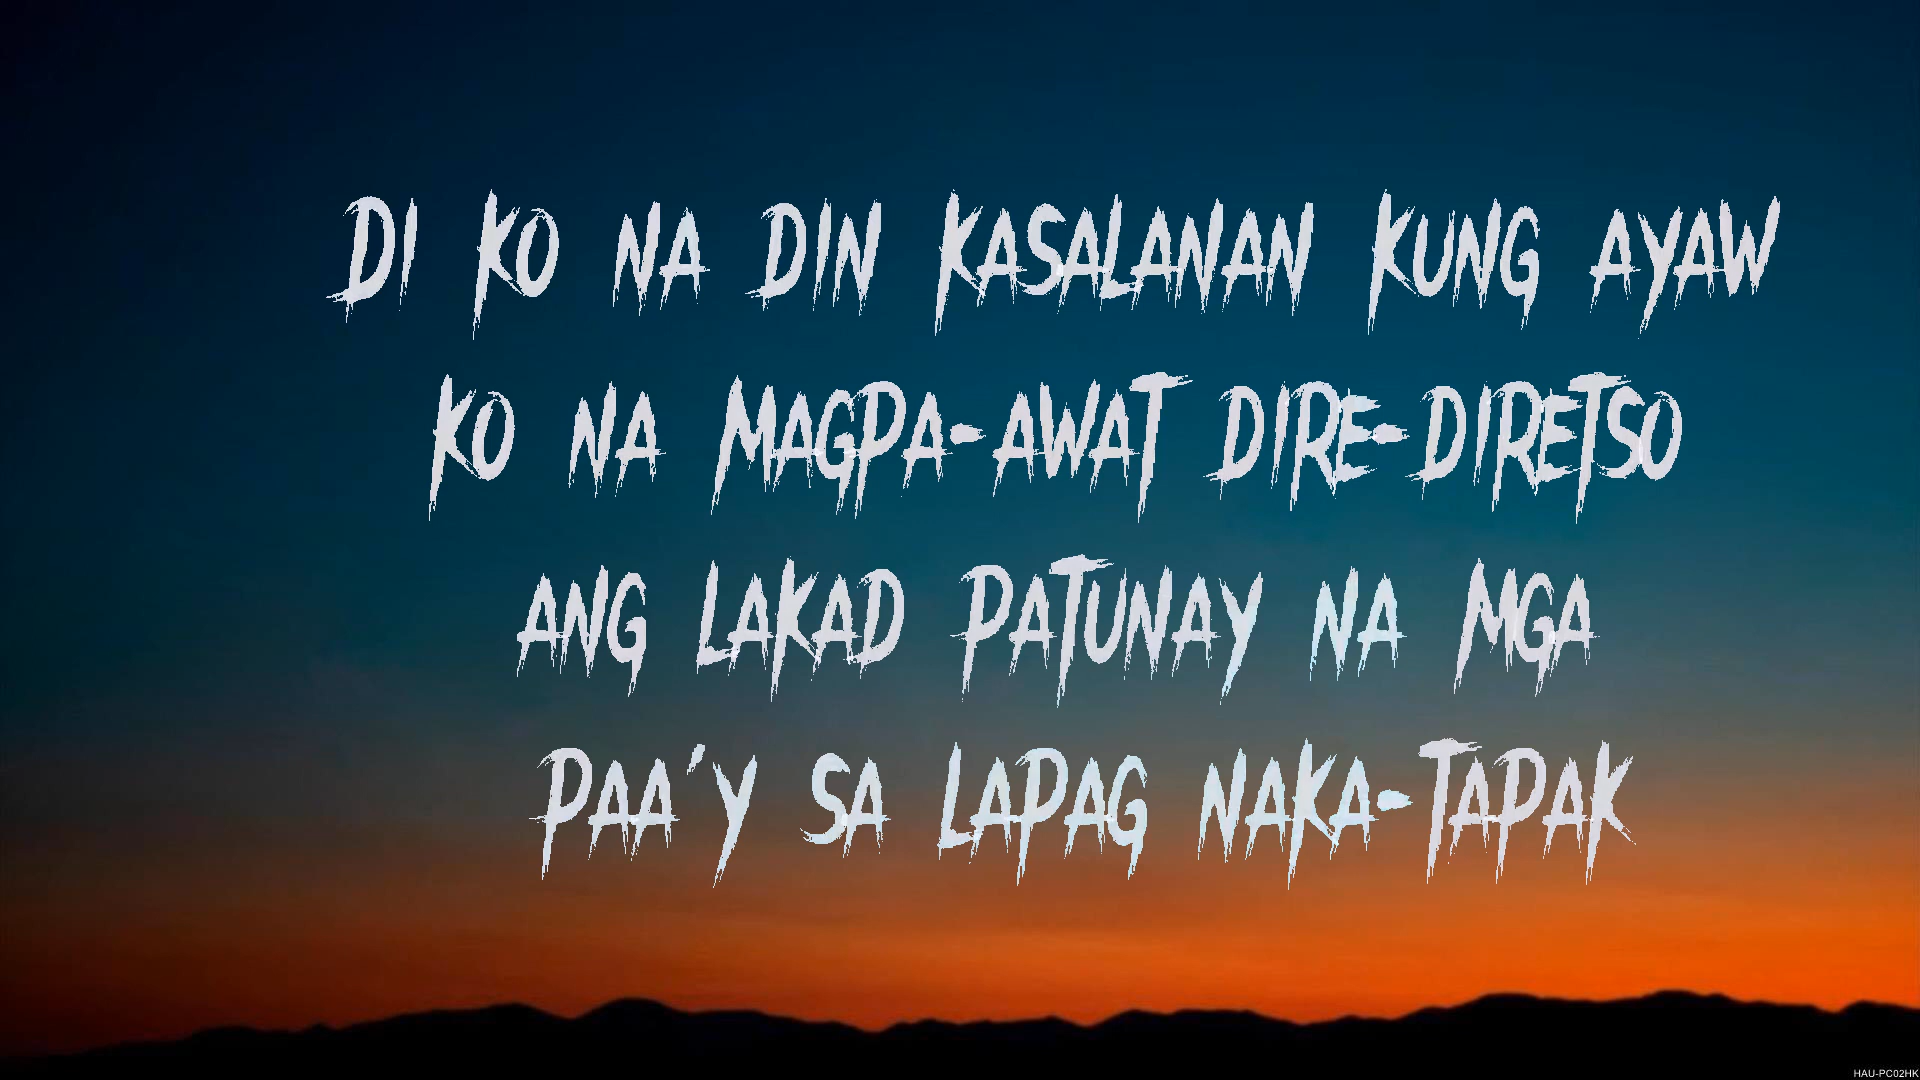 DI KO NA DIN KASALANAN KUNG AYAW
KO NA MAGPA-AWAT DIRE-DIRETSO
ANG LAKAD PATUNAY NA MGA
PAA'Y SA LAPAG NAKA-TAPAK
HAU-PC02HK